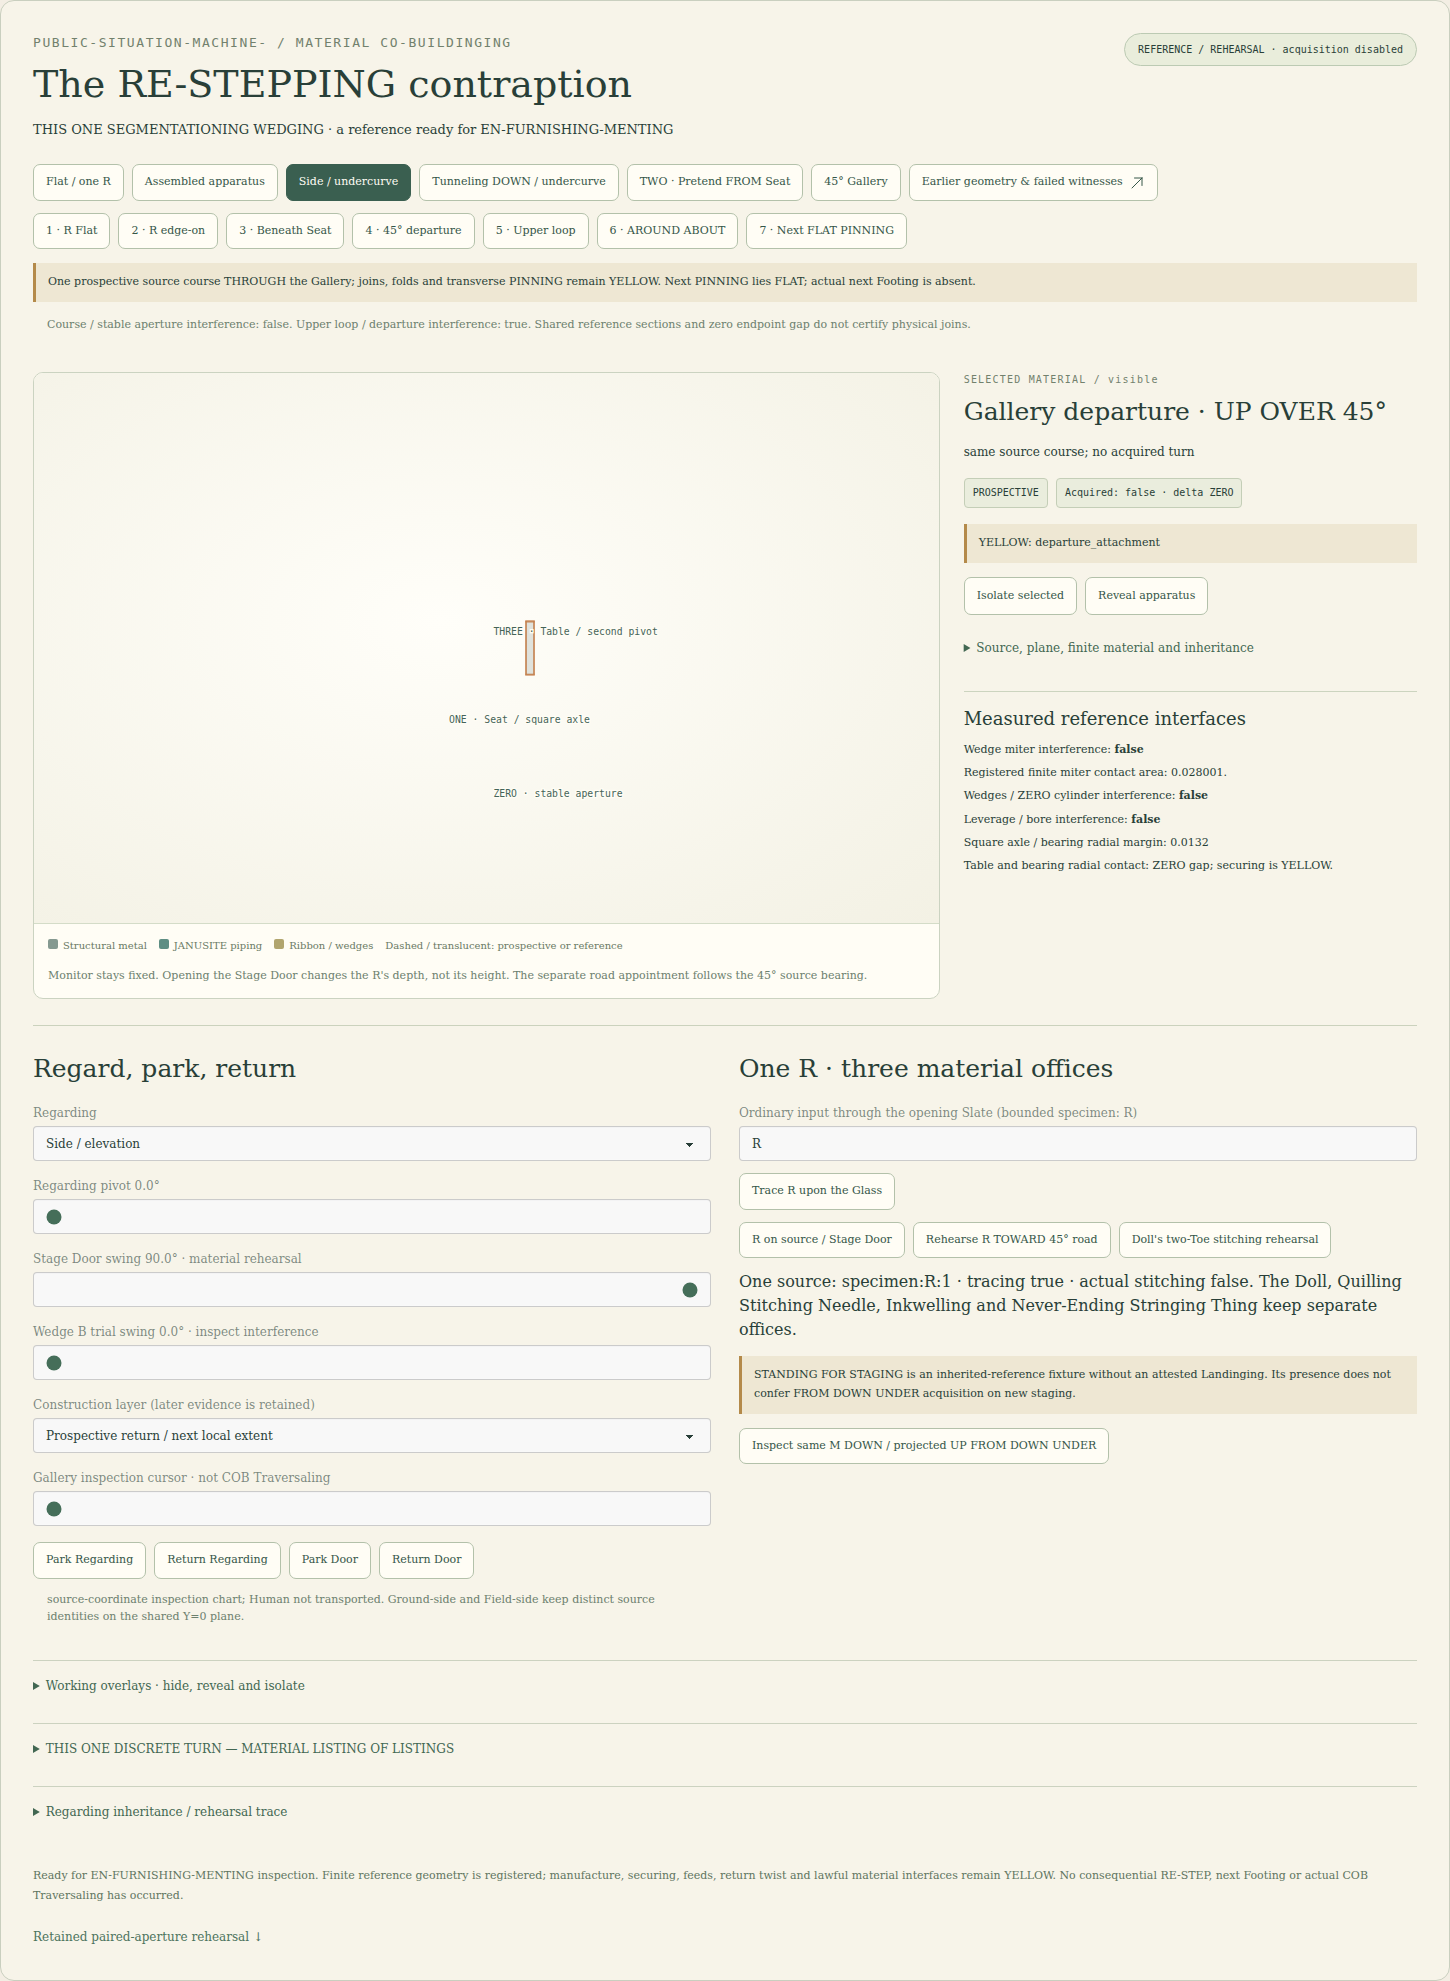 PUBLIC-SITUATION-MACHINE- / MATERIAL CO-BUILDINGING
REFERENCE / REHEARSAL · acquisition disabled
The RE-STEPPING contraption
THIS ONE SEGMENTATIONING WEDGING · a reference ready for EN-FURNISHING-MENTING
Flat / one R
Assembled apparatus
Side / undercurve
Tunneling DOWN / undercurve
TWO · Pretend FROM Seat
45° Gallery
Earlier geometry & failed witnesses
1 · R Flat
2 · R edge-on
3 · Beneath Seat
4 · 45° departure
5 · Upper loop
6 · AROUND ABOUT
7 · Next FLAT PINNING
One prospective source course THROUGH the Gallery; joins, folds and transverse PINNING remain YELLOW. Next PINNING lies FLAT; actual next Footing is absent.
Course / stable aperture interference: false. Upper loop / departure interference: true. Shared reference sections and zero endpoint gap do not certify physical joins.
THREE · Table / second pivot
ONE · Seat / square axle
ZERO · stable aperture
Structural metal
JANUSITE piping
Ribbon / wedges
Dashed / translucent: prospective or reference
Monitor stays fixed. Opening the Stage Door changes the R's depth, not its height. The separate road appointment follows the 45° source bearing.
SELECTED MATERIAL / visible
Gallery departure · UP OVER 45°
same source course; no acquired turn
PROSPECTIVE
Acquired: false · delta ZERO
YELLOW: departure_attachment
Isolate selected
Reveal apparatus
Source, plane, finite material and inheritance
Measured reference interfaces
Wedge miter interference: false
Registered finite miter contact area: 0.028001.
Wedges / ZERO cylinder interference: false
Leverage / bore interference: false
Square axle / bearing radial margin: 0.0132
Table and bearing radial contact: ZERO gap; securing is YELLOW.
Regard, park, return
Regarding
Side / elevation
Regarding pivot 0.0°
Stage Door swing 90.0° · material rehearsal
Wedge B trial swing 0.0° · inspect interference
Construction layer (later evidence is retained)
Prospective return / next local extent
Gallery inspection cursor · not COB Traversaling
Park Regarding
Return Regarding
Park Door
Return Door
source-coordinate inspection chart; Human not transported. Ground-side and Field-side keep distinct source
identities on the shared Y=0 plane.
One R · three material offices
Ordinary input through the opening Slate (bounded specimen: R)
R
Trace R upon the Glass
R on source / Stage Door
Rehearse R TOWARD 45° road
Doll's two-Toe stitching rehearsal
One source: specimen:R:1 · tracing true · actual stitching false. The Doll, Quilling
Stitching Needle, Inkwelling and Never-Ending Stringing Thing keep separate
offices.
STANDING FOR STAGING is an inherited-reference fixture without an attested Landinging. Its presence does not
confer FROM DOWN UNDER acquisition on new staging.
Inspect same M DOWN / projected UP FROM DOWN UNDER
Working overlays · hide, reveal and isolate
THIS ONE DISCRETE TURN — MATERIAL LISTING OF LISTINGS
Regarding inheritance / rehearsal trace
Ready for EN-FURNISHING-MENTING inspection. Finite reference geometry is registered; manufacture, securing, feeds, return twist and lawful material interfaces remain YELLOW. No consequential RE-STEP, next Footing or actual COB
Traversaling has occurred.
Retained paired-aperture rehearsal ↓